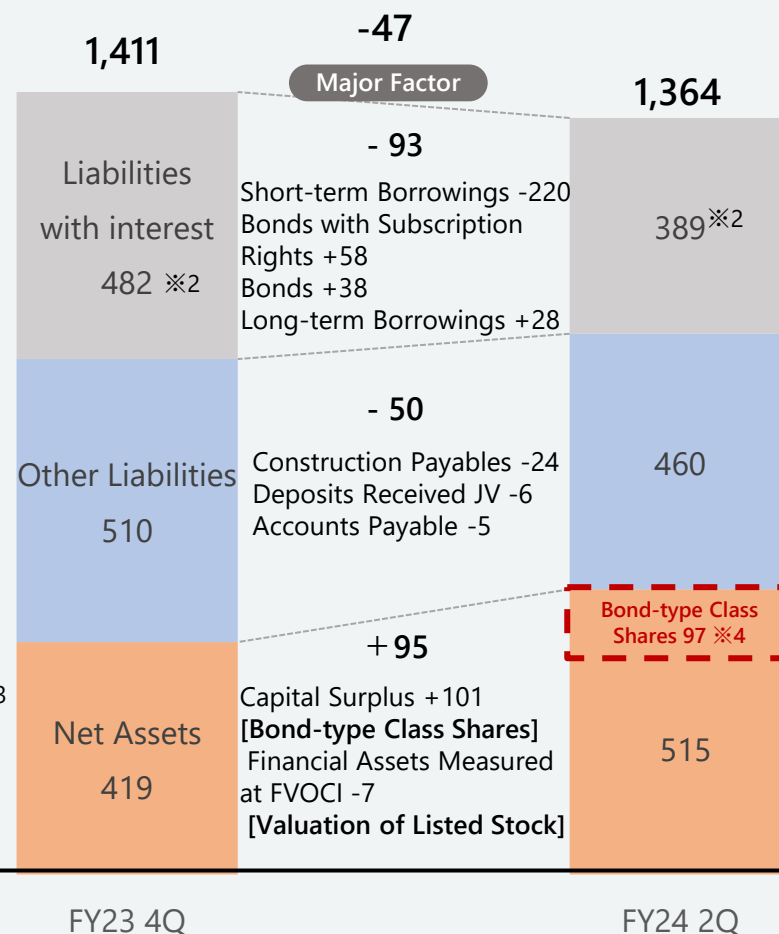 1,411
-47
Major Factor
1,364
Liabilities
with interest
482 ※2
- 93
Short-term Borrowings -220
Bonds with Subscription
Rights +58
Bonds +38
Long-term Borrowings +28
389※2
Other Liabilities
510
- 50
Construction Payables -24
Deposits Received JV -6
Accounts Payable -5
460
Bond-type Class
Shares 97 ※4
3
Net Assets
419
+95
Capital Surplus +101
[Bond-type Class Shares]
Financial Assets Measured
at FVOCI -7
[Valuation of Listed Stock]
515
FY23 4Q
FY24 2Q